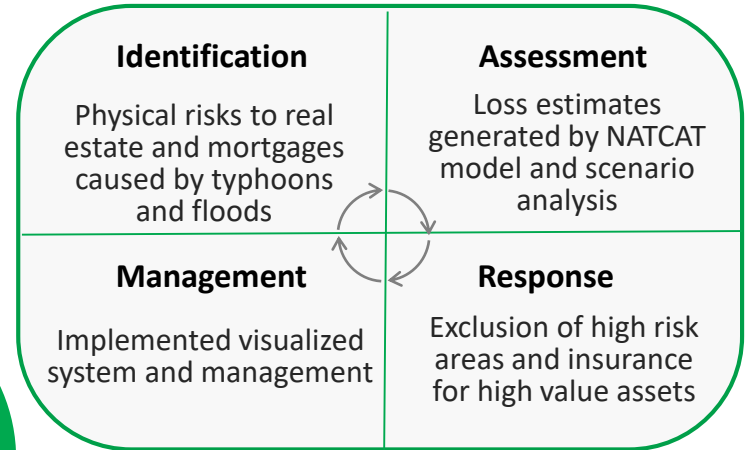 Identification
Physical risks to real
estate and mortgages
caused by typhoons
and floods
Assessment
Loss estimates
generated by NATCAT
model and scenario
analysis
Management
Implemented visualized
system and management
Response
Exclusion of high risk
areas and insurance
for high value assets